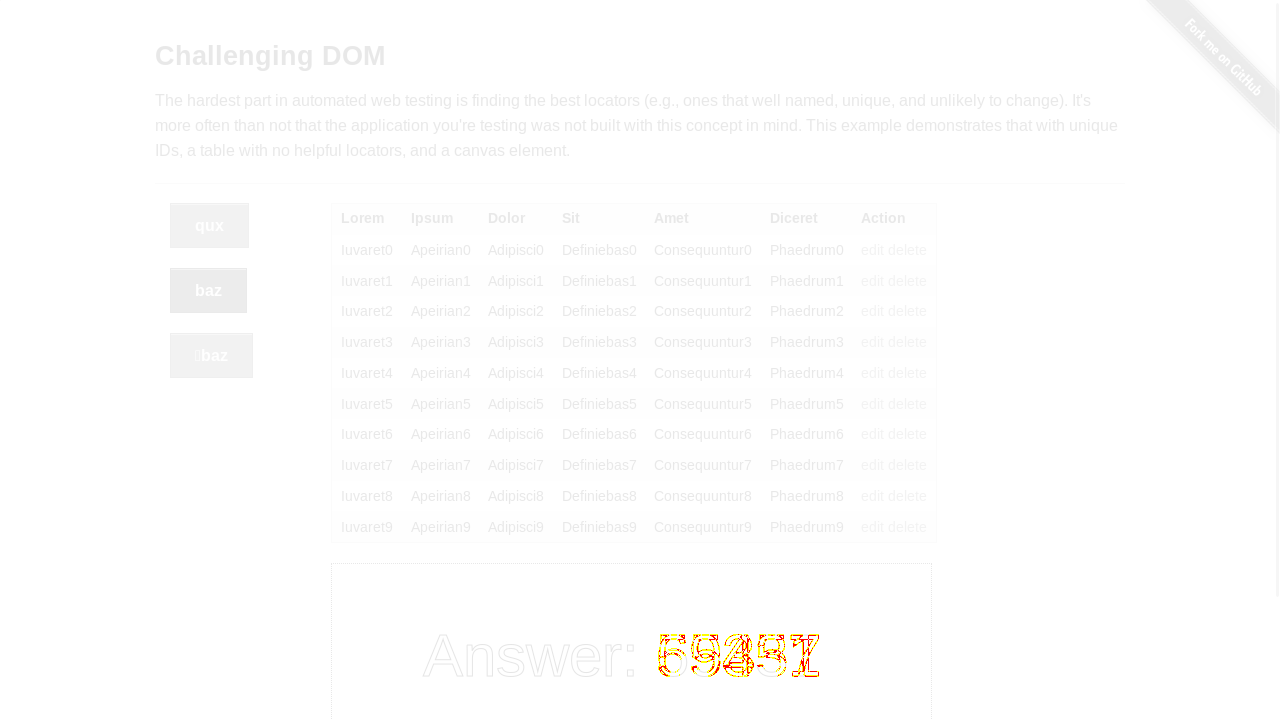 Fork me on GitHub
Challenging DOM
The hardest part in automated web testing is finding the best locators (e.g., ones that well named, unique, and unlikely to change). It's
more often than not that the application you're testing was not built with this concept in mind. This example demonstrates that with unique
IDs, a table with no helpful locators, and a canvas element.
qux
baz
baz
Lorem Ipsum Dolor Sit Amet Diceret Action
Iuvaret0 Apeirian0 Adipisci0 Definiebas0 Consequuntur0 Phaedrum0 edit delete
Iuvaret1 Apeirian1 Adipisci1 Definiebas1 Consequuntur1 Phaedrum1 edit delete
Iuvaret2 Apeirian2 Adipisci2 Definiebas2 Consequuntur2 Phaedrum2 edit delete
Iuvaret3 Apeirian3 Adipisci3 Definiebas3 Consequuntur3 Phaedrum3 edit delete
Iuvaret4 Apeirian4 Adipisci4 Definiebas4 Consequuntur4 Phaedrum4 edit delete
Iuvaret5 Apeirian5 Adipisci5 Definiebas5 Consequuntur5 Phaedrum5 edit delete
Iuvaret6 Apeirian6 Adipisci6 Definiebas6 Consequuntur6 Phaedrum6 edit delete
Iuvaret7 Apeirian7 Adipisci7 Definiebas7 Consequuntur7 Phaedrum7 edit delete
Iuvaret8 Apeirian8 Adipisci8 Definiebas8 Consequuntur8 Phaedrum8 edit delete
Iuvaret9 Apeirian9 Adipisci9 Definiebas9 Consequuntur9 Phaedrum9 edit delete
Answer: